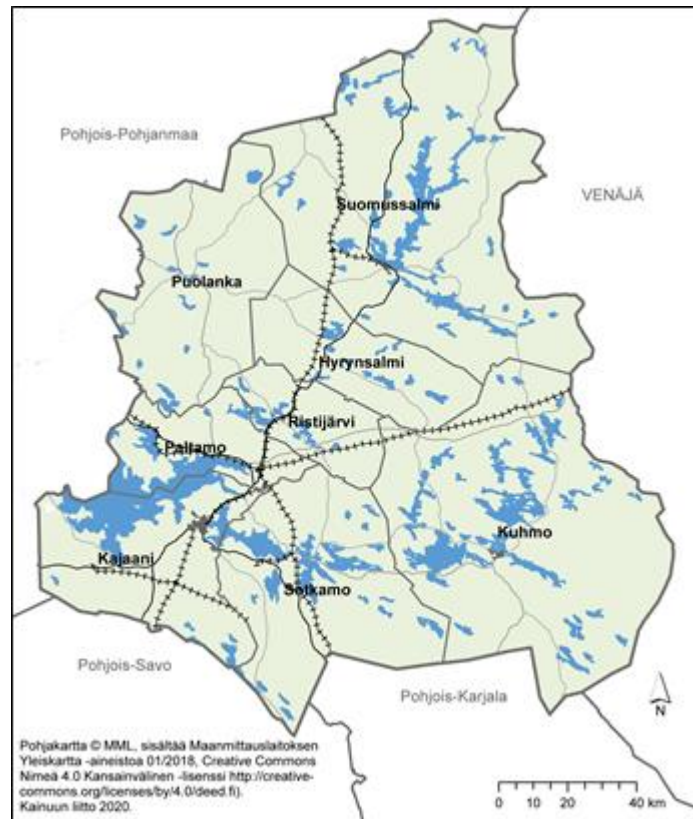 Pohjois-Pohjanmaa
VENÄJÄ
Suomussalmi
Puolanka
Hyrynsalmi
Ristijärvi
Paltamo
Kuhmo
Kajaani
Sotkamo
Pohjois-Savo
Pohjois-Karjala
N
Pohjakartta © MML, sisältää Maanmittauslaitoksen
Yleiskartta -aineistoa 01/2018, Creative Commons
Nimeä 4.0 Kansainvälinen -lisenssi http://creative-
commons.org/licenses/by/4.0/deed.fi).
Kainuun liitto 2020.
0 10 20 40 km